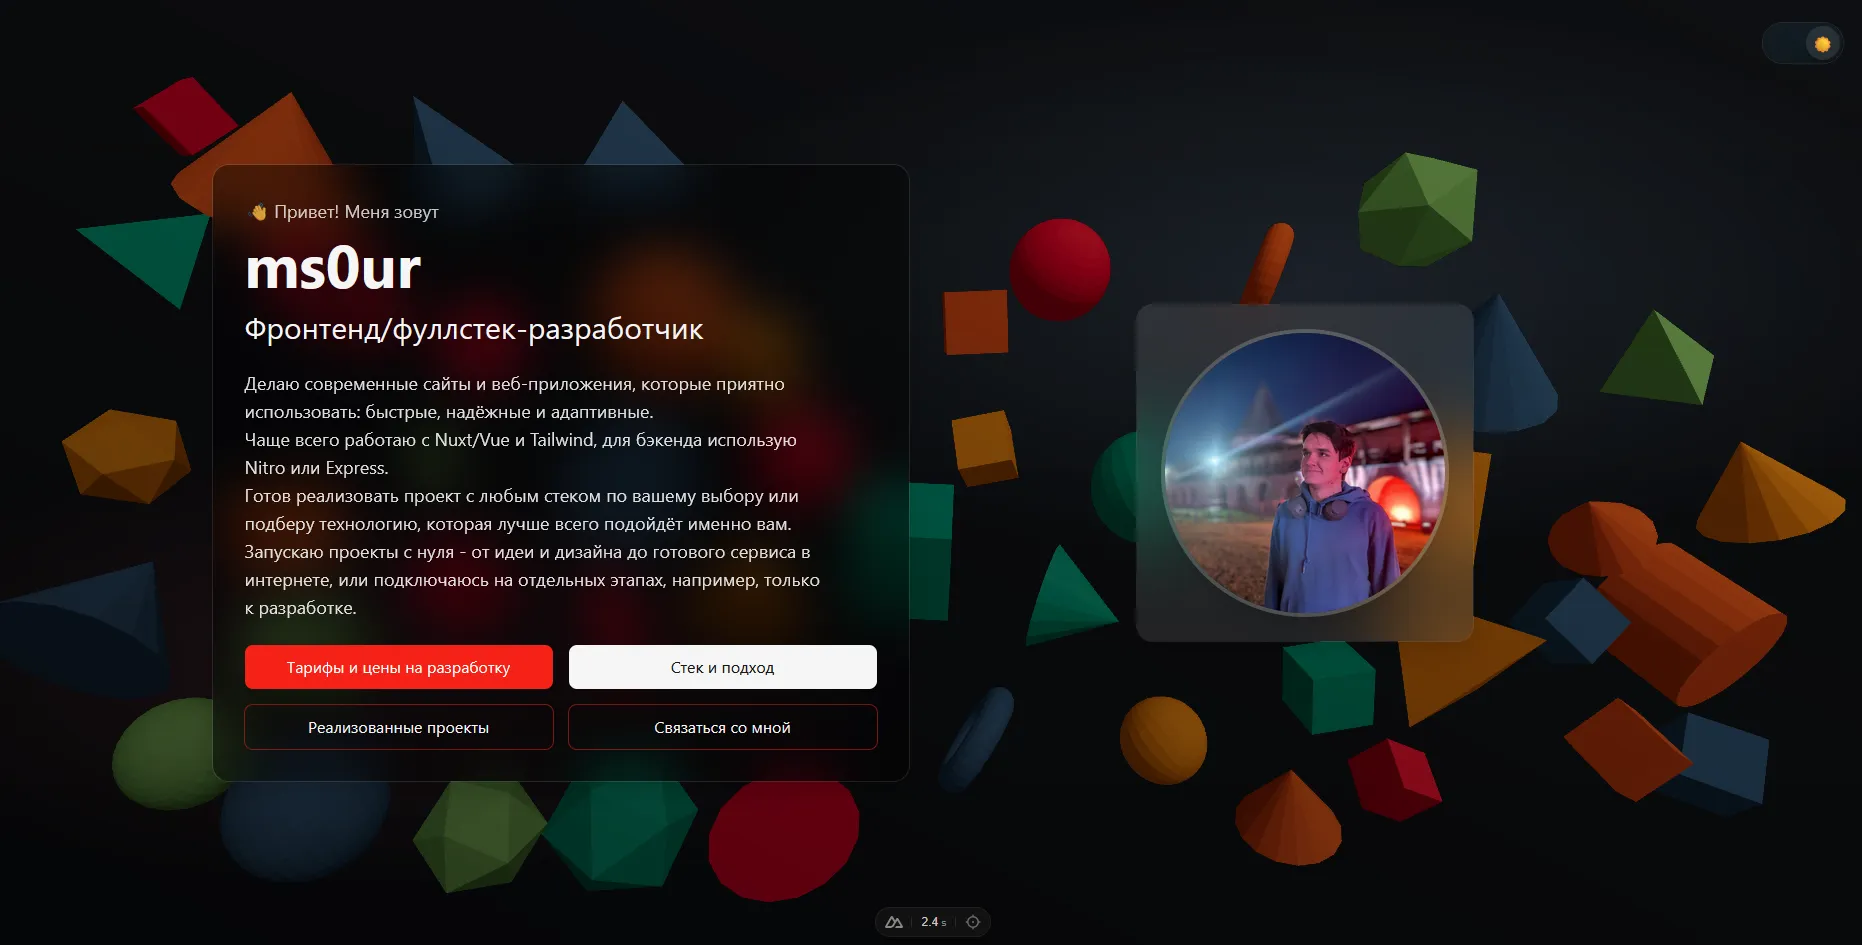 👋 Привет! Меня зовут
ms0ur
Фронтенд/фуллстек-разработчик
Делаю современные сайты и веб-приложения, которые приятно
использовать: быстрые, надёжные и адаптивные.
Чаще всего работаю с Nuxt/Vue и Tailwind, для бэкенда использую
Nitro или Express.
Готов реализовать проект с любым стеком по вашему выбору или
подберу технологию, которая лучше всего подойдёт именно вам.
Запускаю проекты с нуля - от идеи и дизайна до готового сервиса в
интернете, или подключаюсь на отдельных этапах, например, только
к разработке.
Тарифы и цены на разработку
Стек и подход
Реализованные проекты
Связаться со мной
2.4 s